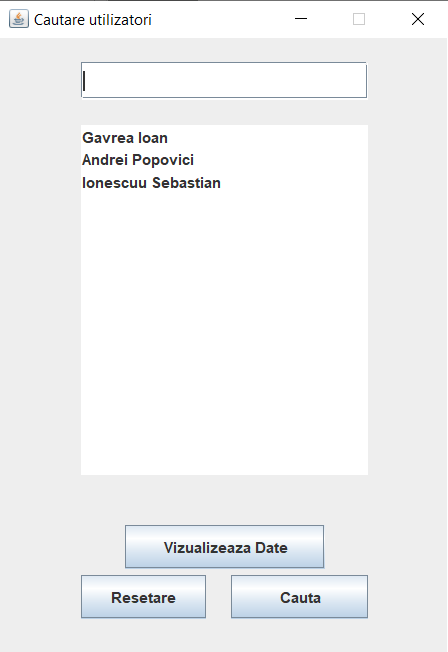 Cautare utilizatori
Gavrea Ioan
Andrei Popovici
Ionescuu Sebastian
Vizualizeaza Date
Resetare
Cauta